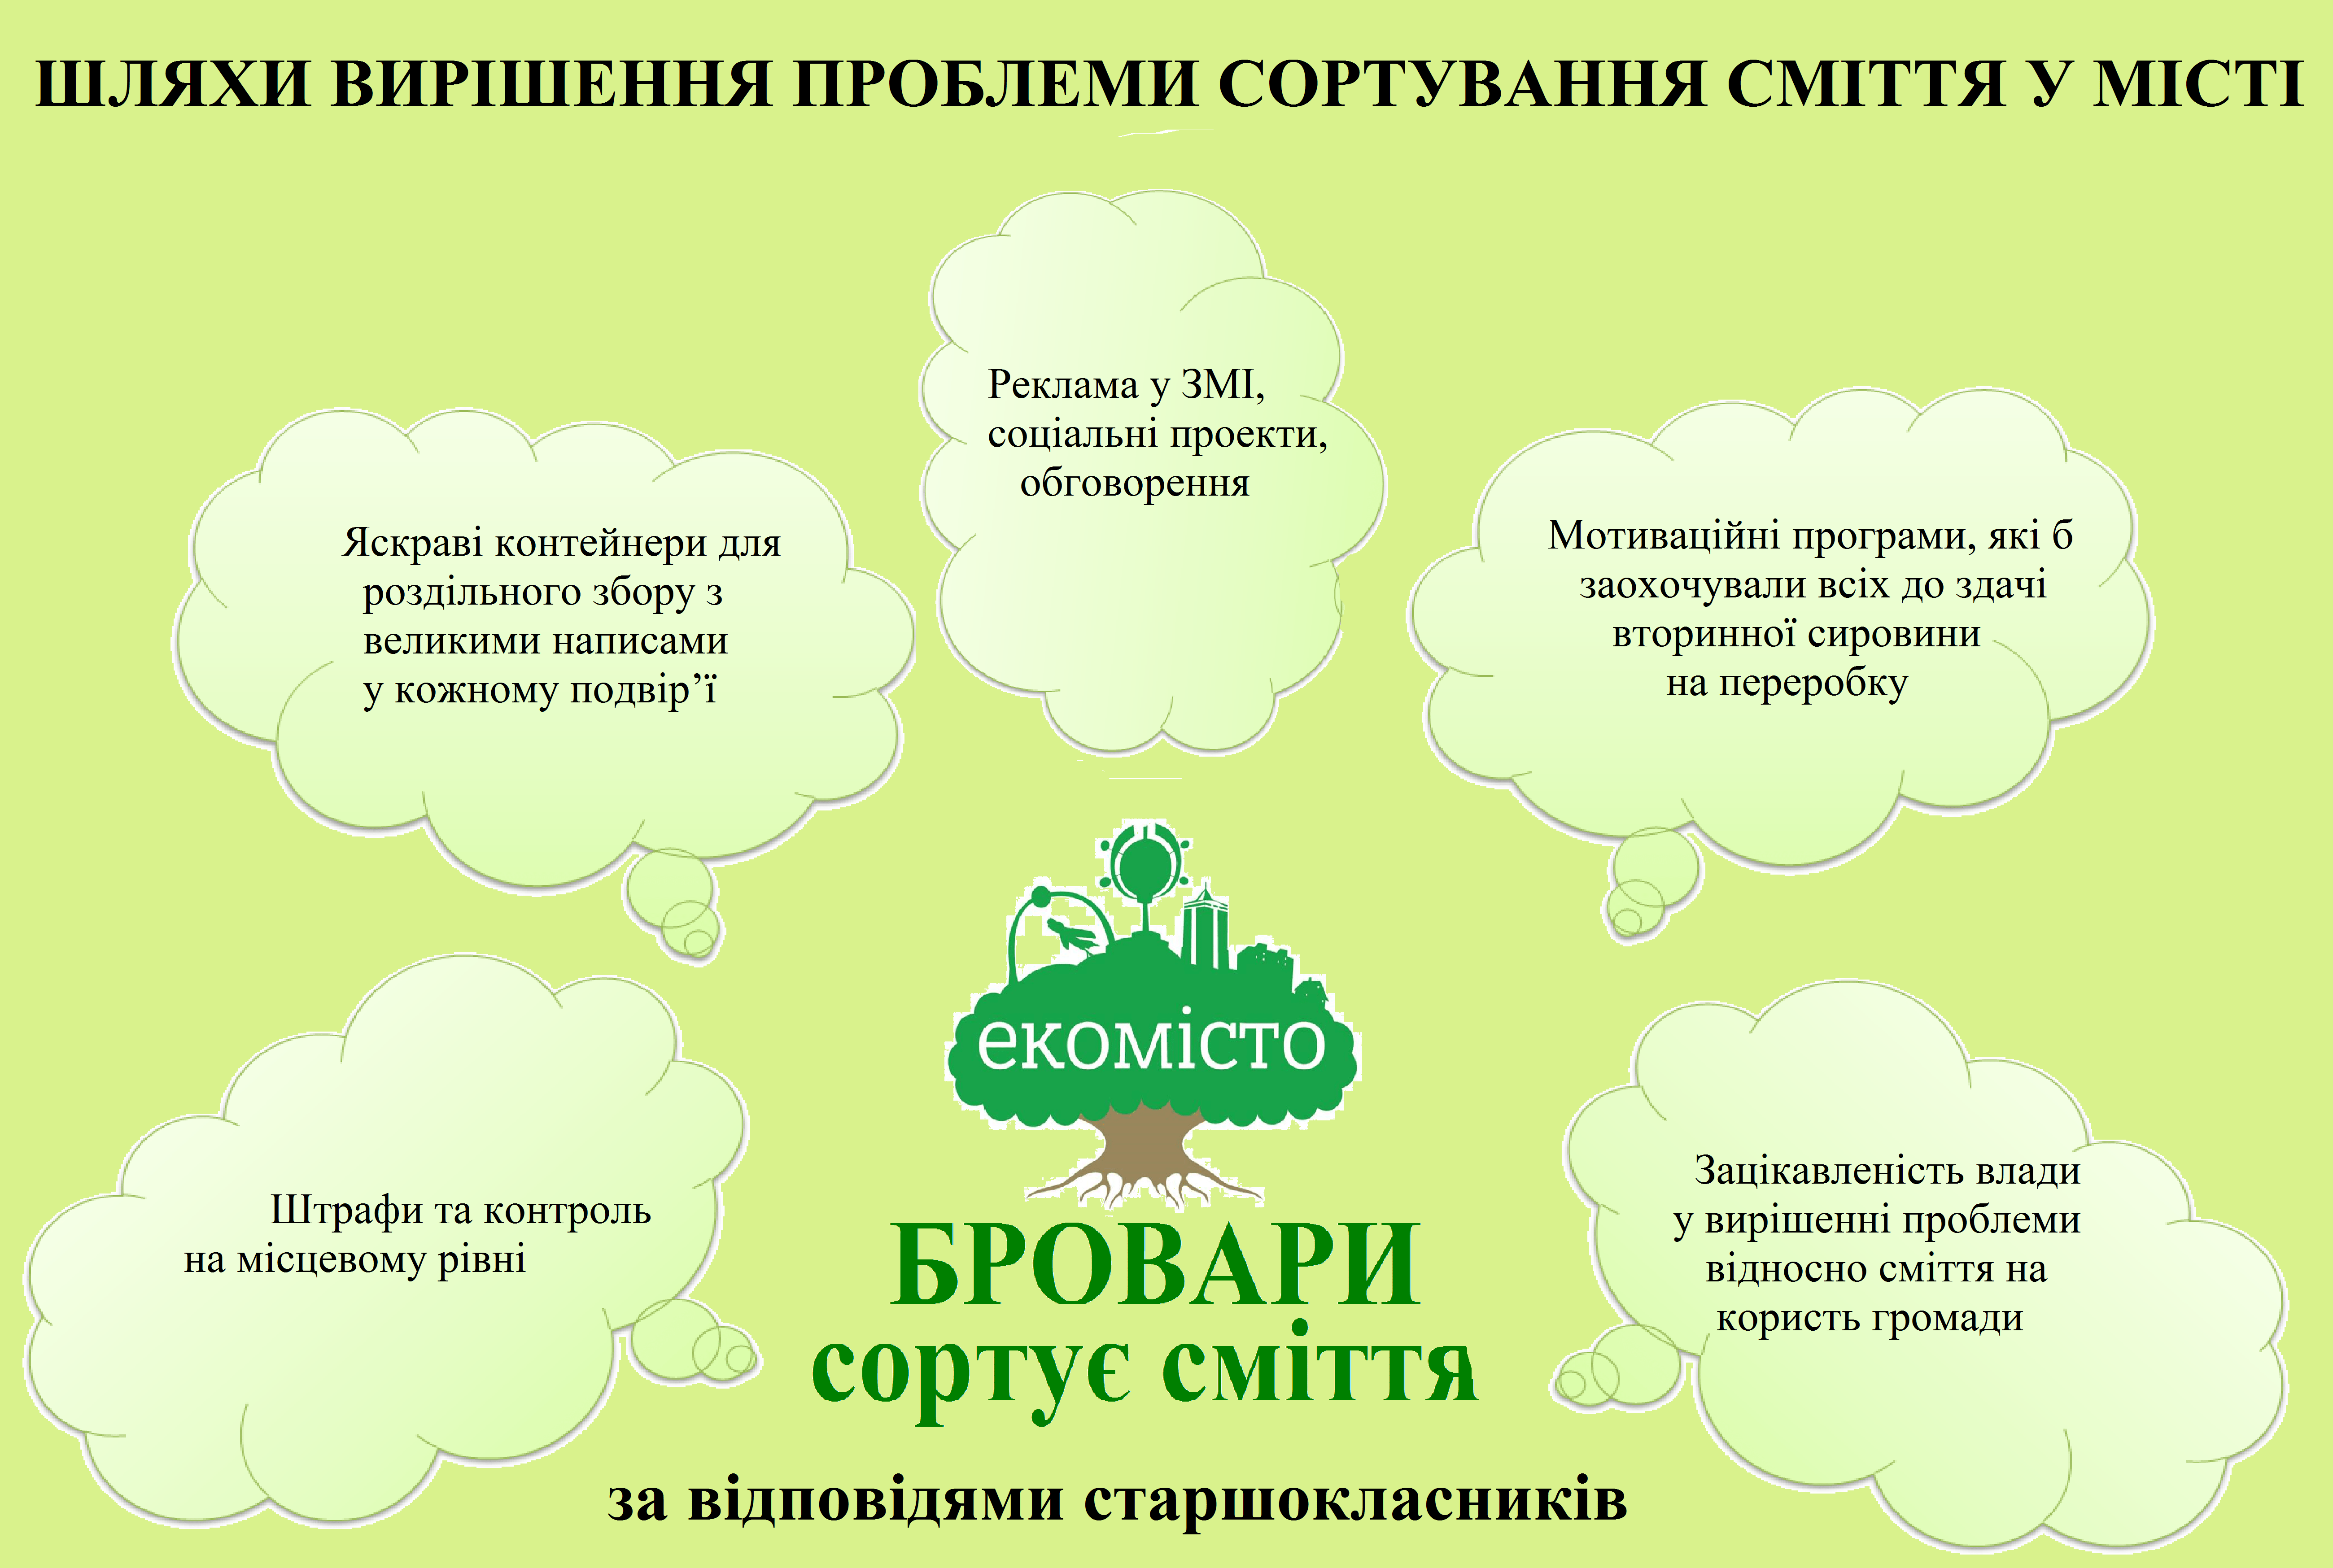 ШЛЯХИ ВИРІШЕННЯ ПРОБЛЕМИ СОРТУВАННЯ СМІТТЯ У МІСТІ
Реклама у ЗМІ,
соціальні проекти,
обговорення
Яскраві контейнери для
роздільного збору з
великими написами
у кожному подвір’ї
Мотиваційні програми, які б
заохочували всіх до здачі
вторинної сировини
на переробку
екомісто
Штрафи та контроль
на місцевому рівні
Зацікавленість влади
у вирішенні проблеми
відносно сміття на
користь громади
БРОВАРИ
сортує сміття
за відповідями старшокласників